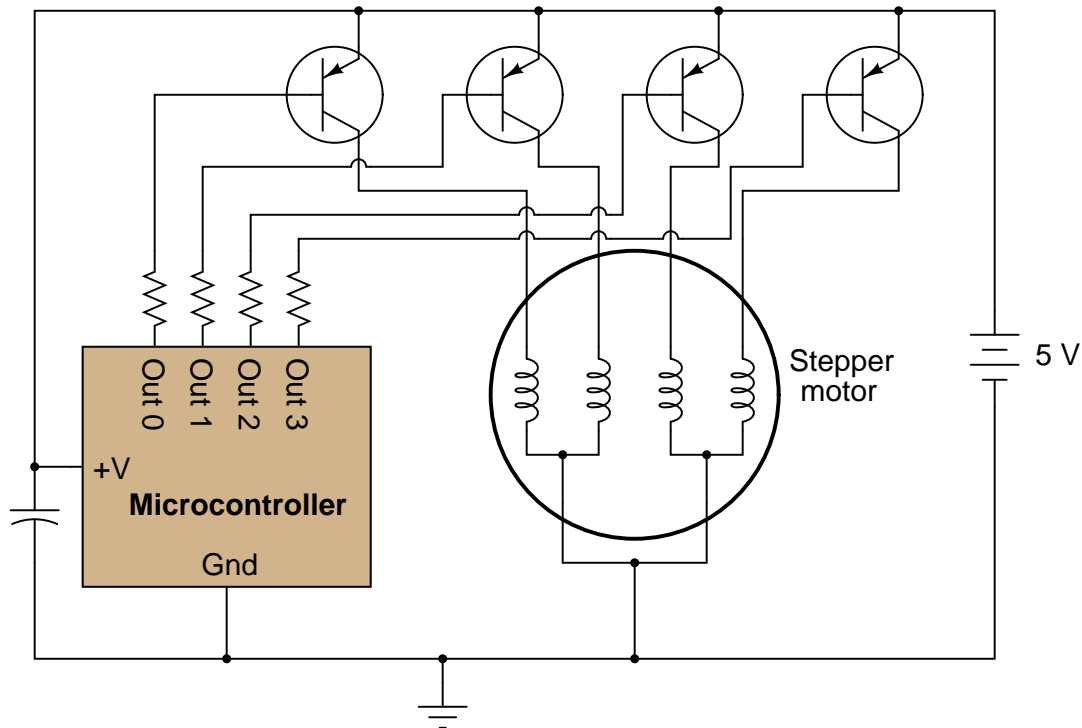 Out 0
Out 1
Out 2
Out 3
+V
Microcontroller
Gnd
Stepper
motor
5 V